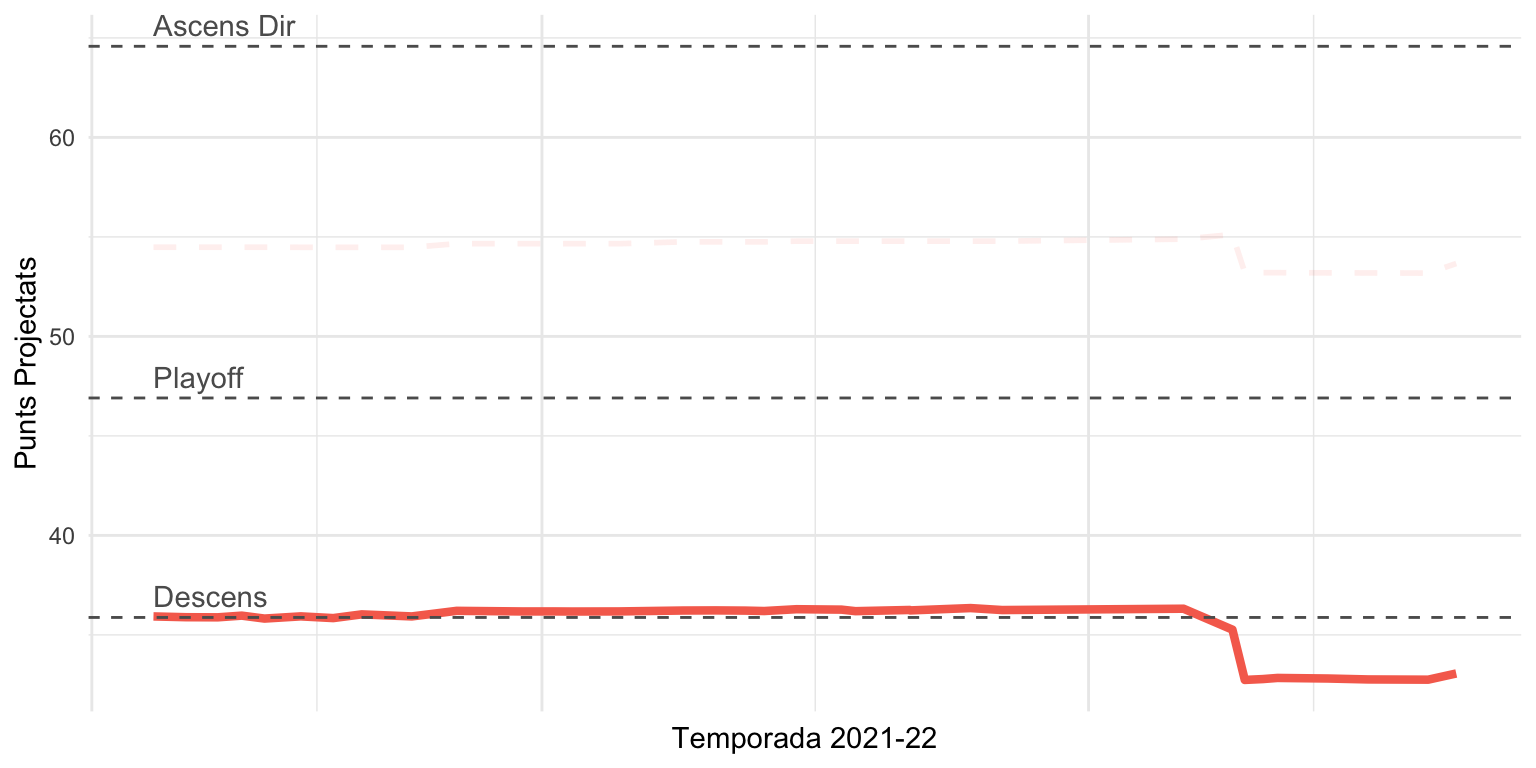 Ascens Dir
60
50
Playoff
40
Descens
Punts Projectats
Temporada 2021-22